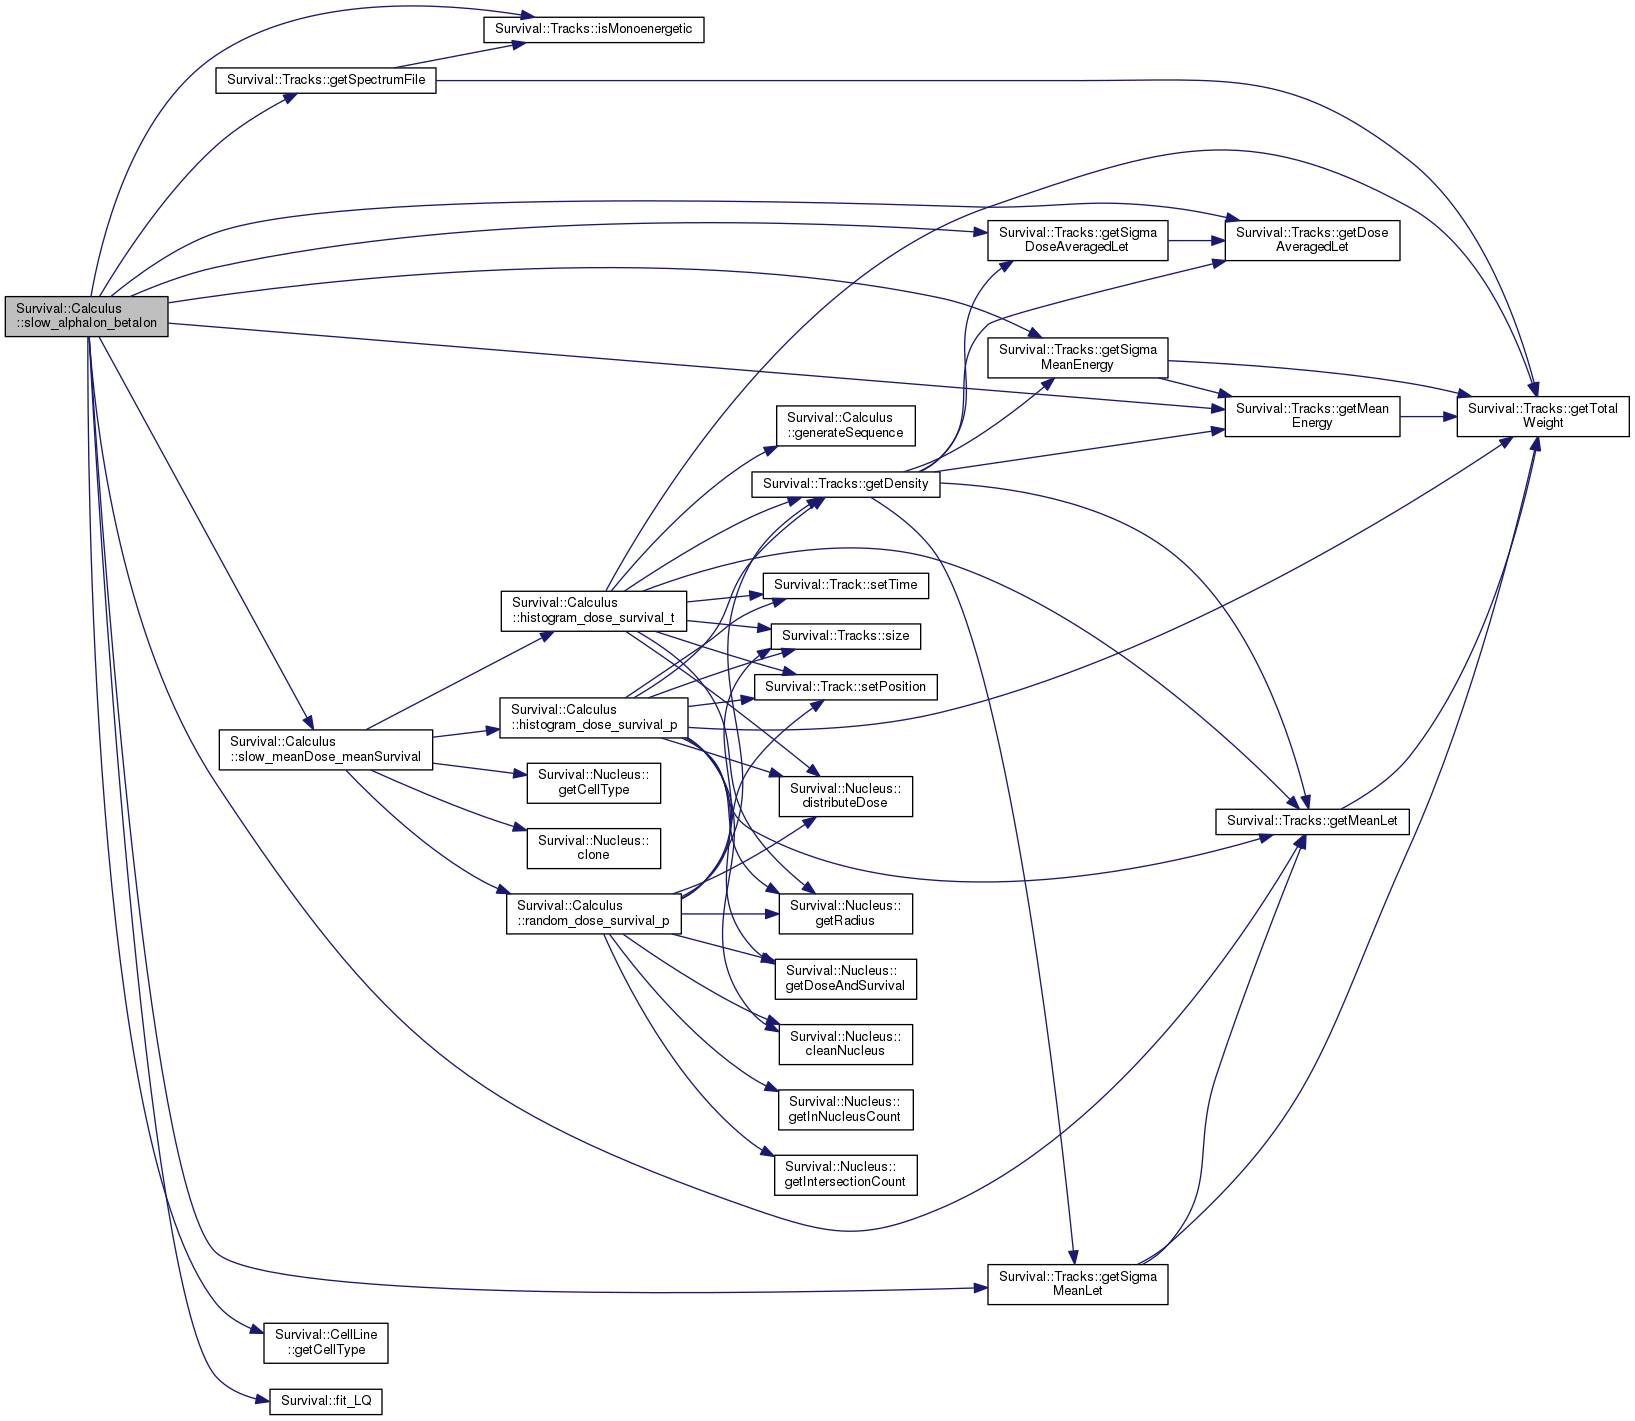 Survival::Tracks::isMonoenergetic
Survival::Tracks::getSpectrumFile
Survival::Tracks::getSigma
DoseAveragedLet
Survival::Tracks::getDose
AveragedLet
Survival::Calculus
::slow_alphaIon_betaIon
Survival::Tracks::getSigma
MeanEnergy
Survival::Tracks::getMean
Energy
Survival::Tracks::getTotal
Weight
Survival::Calculus
::generateSequence
Survival::Tracks::getDensity
Survival::Track::setTime
Survival::Calculus
::histogram_dose_survival_t
Survival::Tracks::size
Survival::Track::setPosition
Survival::Calculus
::histogram_dose_survival_p
Survival::Calculus
::slow_meanDose_meanSurvival
Survival::Nucleus::
getCellType
Survival::Nucleus::
distributeDose
Survival::Tracks::getMeanLet
Survival::Nucleus::
clone
Survival::Calculus
::random_dose_survival_p
Survival::Nucleus::
getRadius
Survival::Nucleus::
getDoseAndSurvival
Survival::Nucleus::
cleanNucleus
Survival::Nucleus::
getInNucleusCount
Survival::Nucleus::
getIntersectionCount
Survival::Tracks::getSigma
MeanLet
Survival::CellLine
::getCellType
Survival::fit_LQ